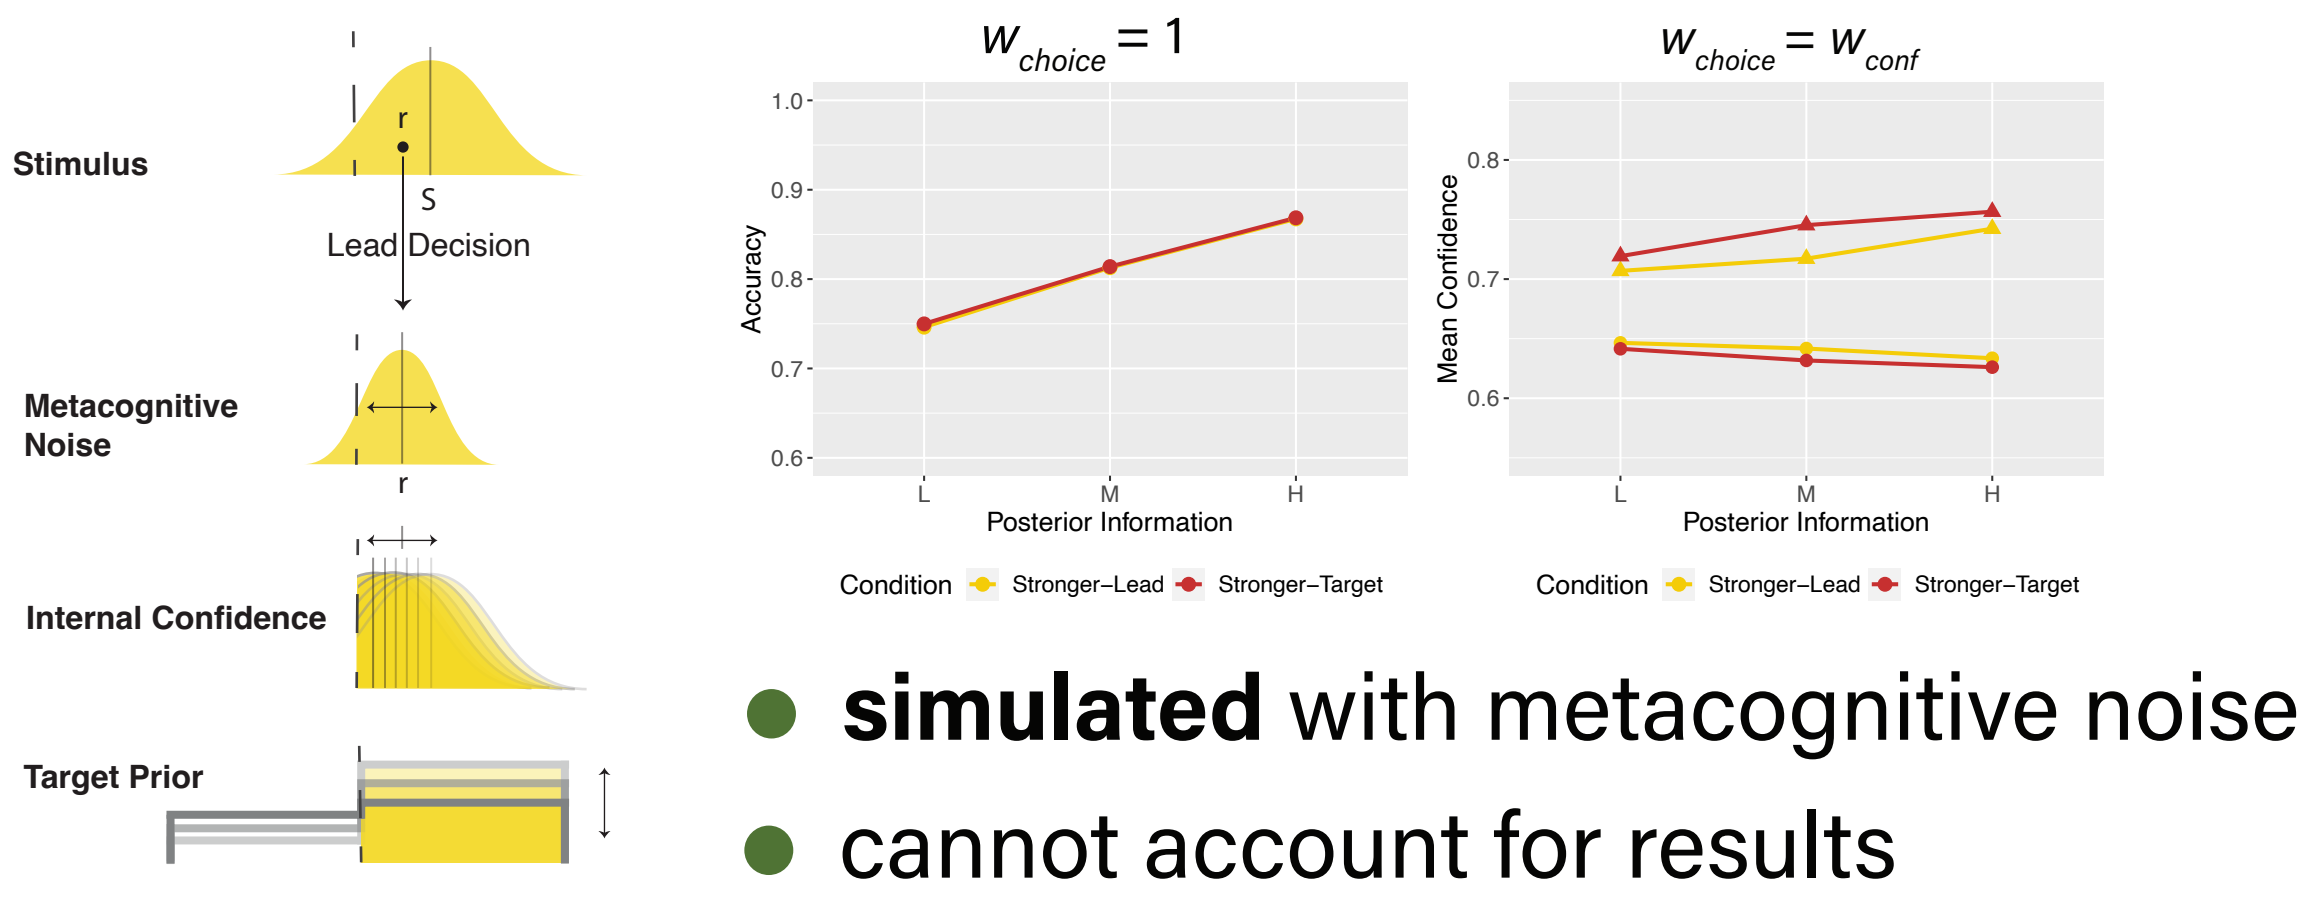 Stimulus
r
S
Lead Decision
Metacognitive
Noise
r
Internal Confidence
Target Prior
w choice = 1
Accuracy
1.0
0.9
0.8
0.7
0.6
L M H
Posterior Information
Condition Stronger–Lead Stronger–Target
w choice = w conf
Mean Confidence
0.8
0.7
0.6
L M H
Posterior Information
Condition Stronger–Lead Stronger–Target
● simulated with metacognitive noise
● cannot account for results